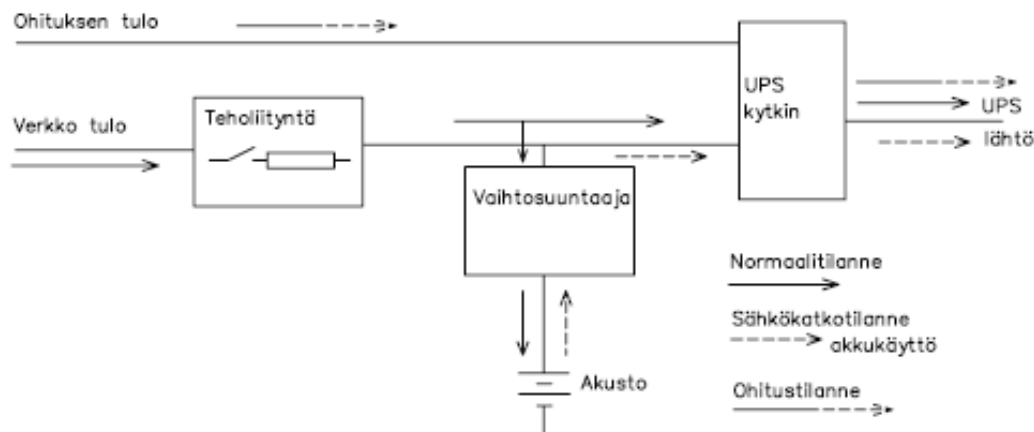 Ohituksen tulo
UPS
kytkin
Verkko tulo
Teholiityntä
UPS
lähtö
Vaihtosuuntaaja
Normaalitilanne
Sähkökatkotilanne
akkukäyttö
Akusto
Ohitustilanne